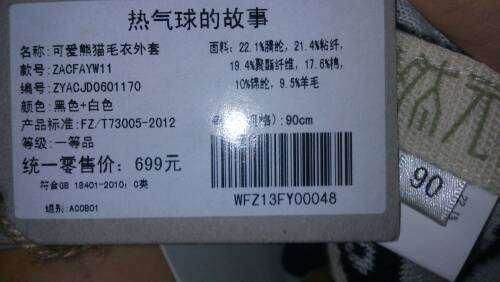 热气球的故事
名称:可爱熊猫毛衣外套
款号:ZACFAYW11
编号:ZYACJD0601170
颜色:黑色+白色
产品标准:FZ/T73005-2012
等级:一等品
统一零售价:699元
符合GB 18401-2010; C类
组别:A00B01
面料:22.1%腈纶,21.4%粘纤,
19.4%聚酯纤维,17.6%棉,
10%锦纶,9.5%羊毛
格):90cm
WFZ13FY00048
90